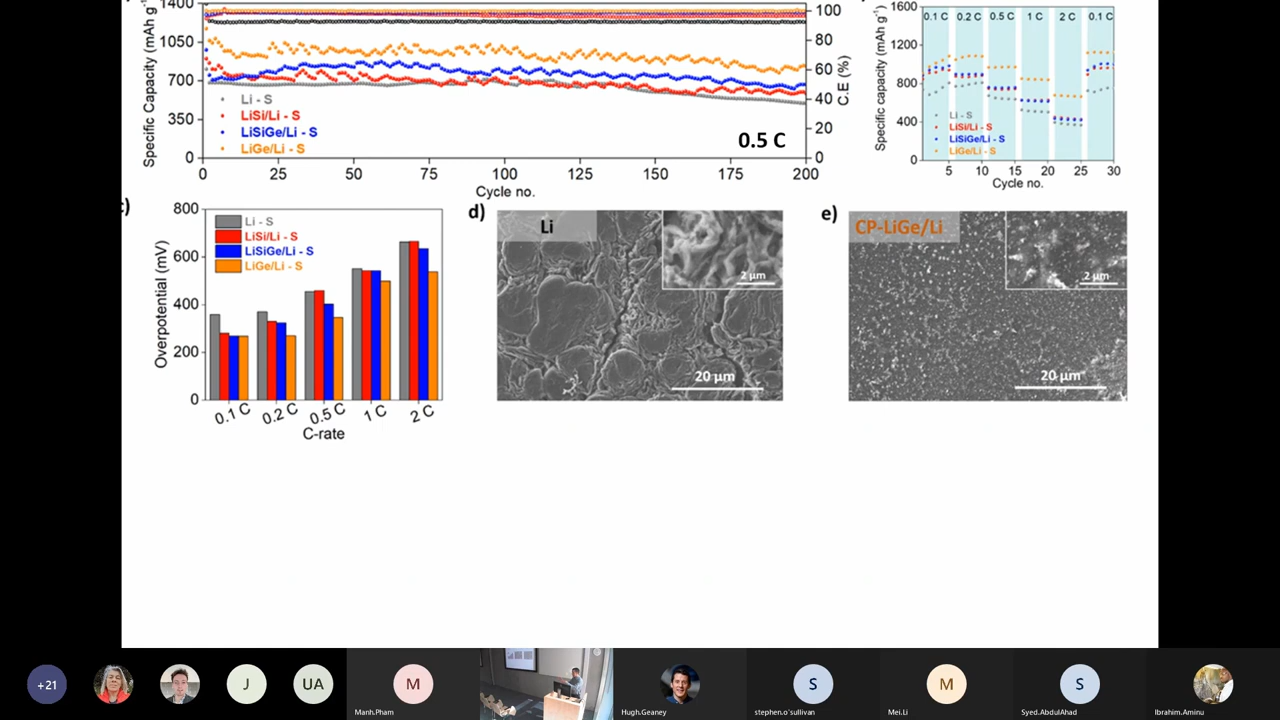 1400
1050
700
350
0
Specific Capacity (mAh g-1)
Li - S
LiSi/Li - S
LiSiGe/Li - S
LiGe/Li - S
0.5 C
100
80
60
40
20
0
C.E (%)
0 25 50 75 100 125 150 175 200
Cycle no.
1600
1200
800
400
0
Specific capacity (mAh g-1)
0.1 C 0.2 C 0.5 C 1 C 2 C 0.1 C
Li - S
LiSi/Li - S
LiSiGe/Li - S
LiGe/Li - S
5 10 15 20 25 30
Cycle no.
c)
800
600
400
200
0
Overpotential (mV)
Li - S
LiSi/Li - S
LiSiGe/Li - S
LiGe/Li - S
0.1 C 0.2 C 0.5 C 1 C 2 C
C-rate
d)
Li
2 μm
20 μm
e)
CP-LiGe/Li
2 μm
20 μm
+21
J
UA
M
Manh.Pham
Hugh.Geaney
S
stephen.o'sullivan
M
Mei.Li
S
Syed.AbdulAhad
Ibrahim.Aminu